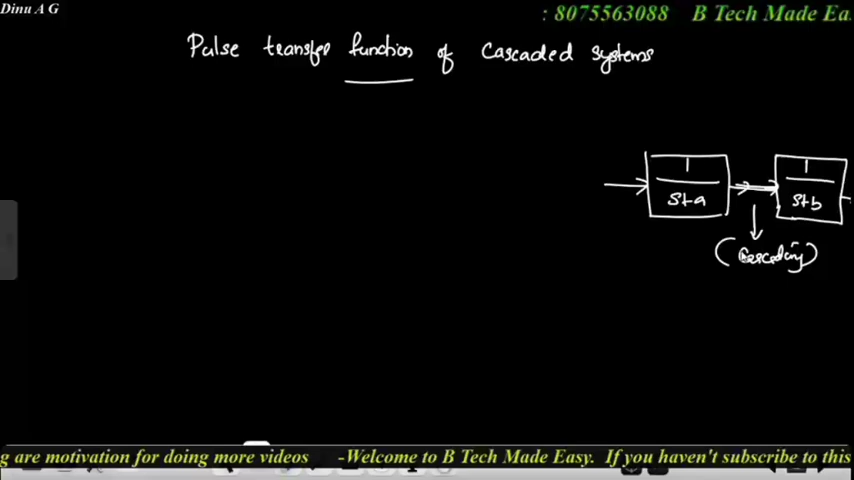 Dinu A G
: 8075563088 B Tech Made Ea
Pulse transfer function of Cascaded systems
1
S+a
1
S+b
(Cascading)
g are motivation for doing more videos -Welcome to B Tech Made Easy. If you haven't subscribe to this